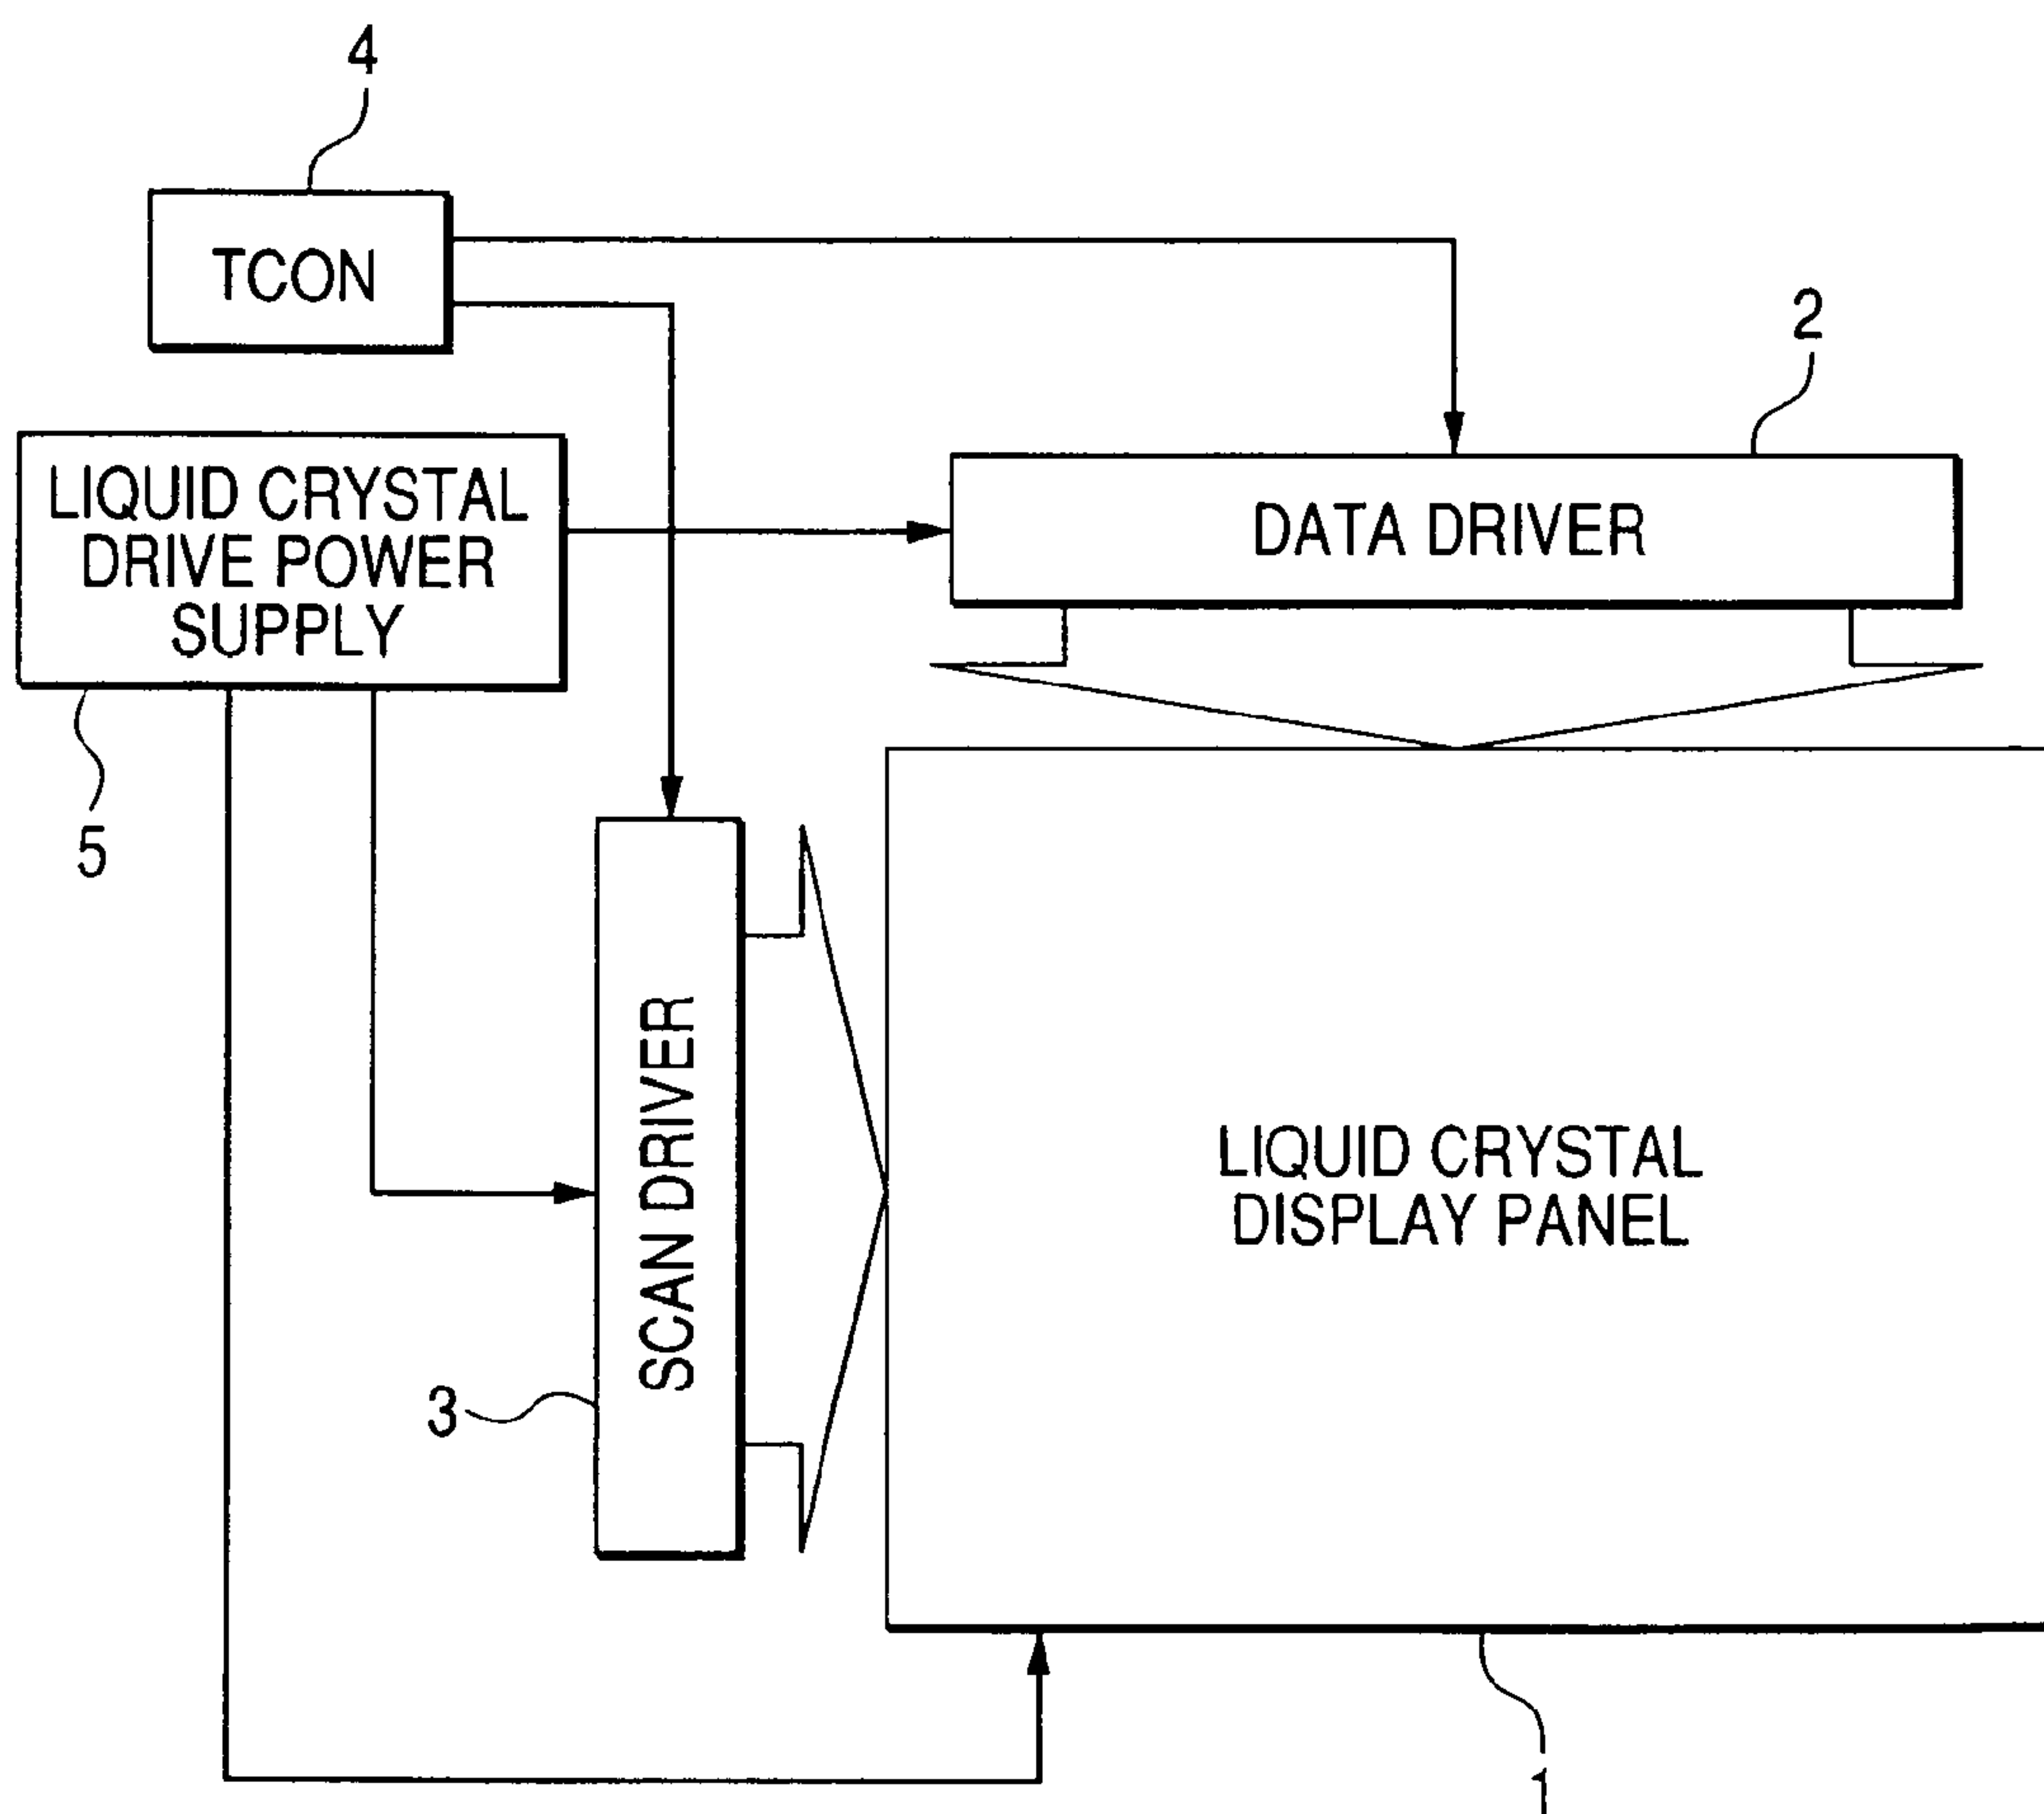 4
TCON
2
LIQUID CRYSTAL
DRIVE POWER
SUPPLY
DATA DRIVER
5
SCAN DRIVER
LIQUID CRYSTAL
DISPLAY PANEL
3
1